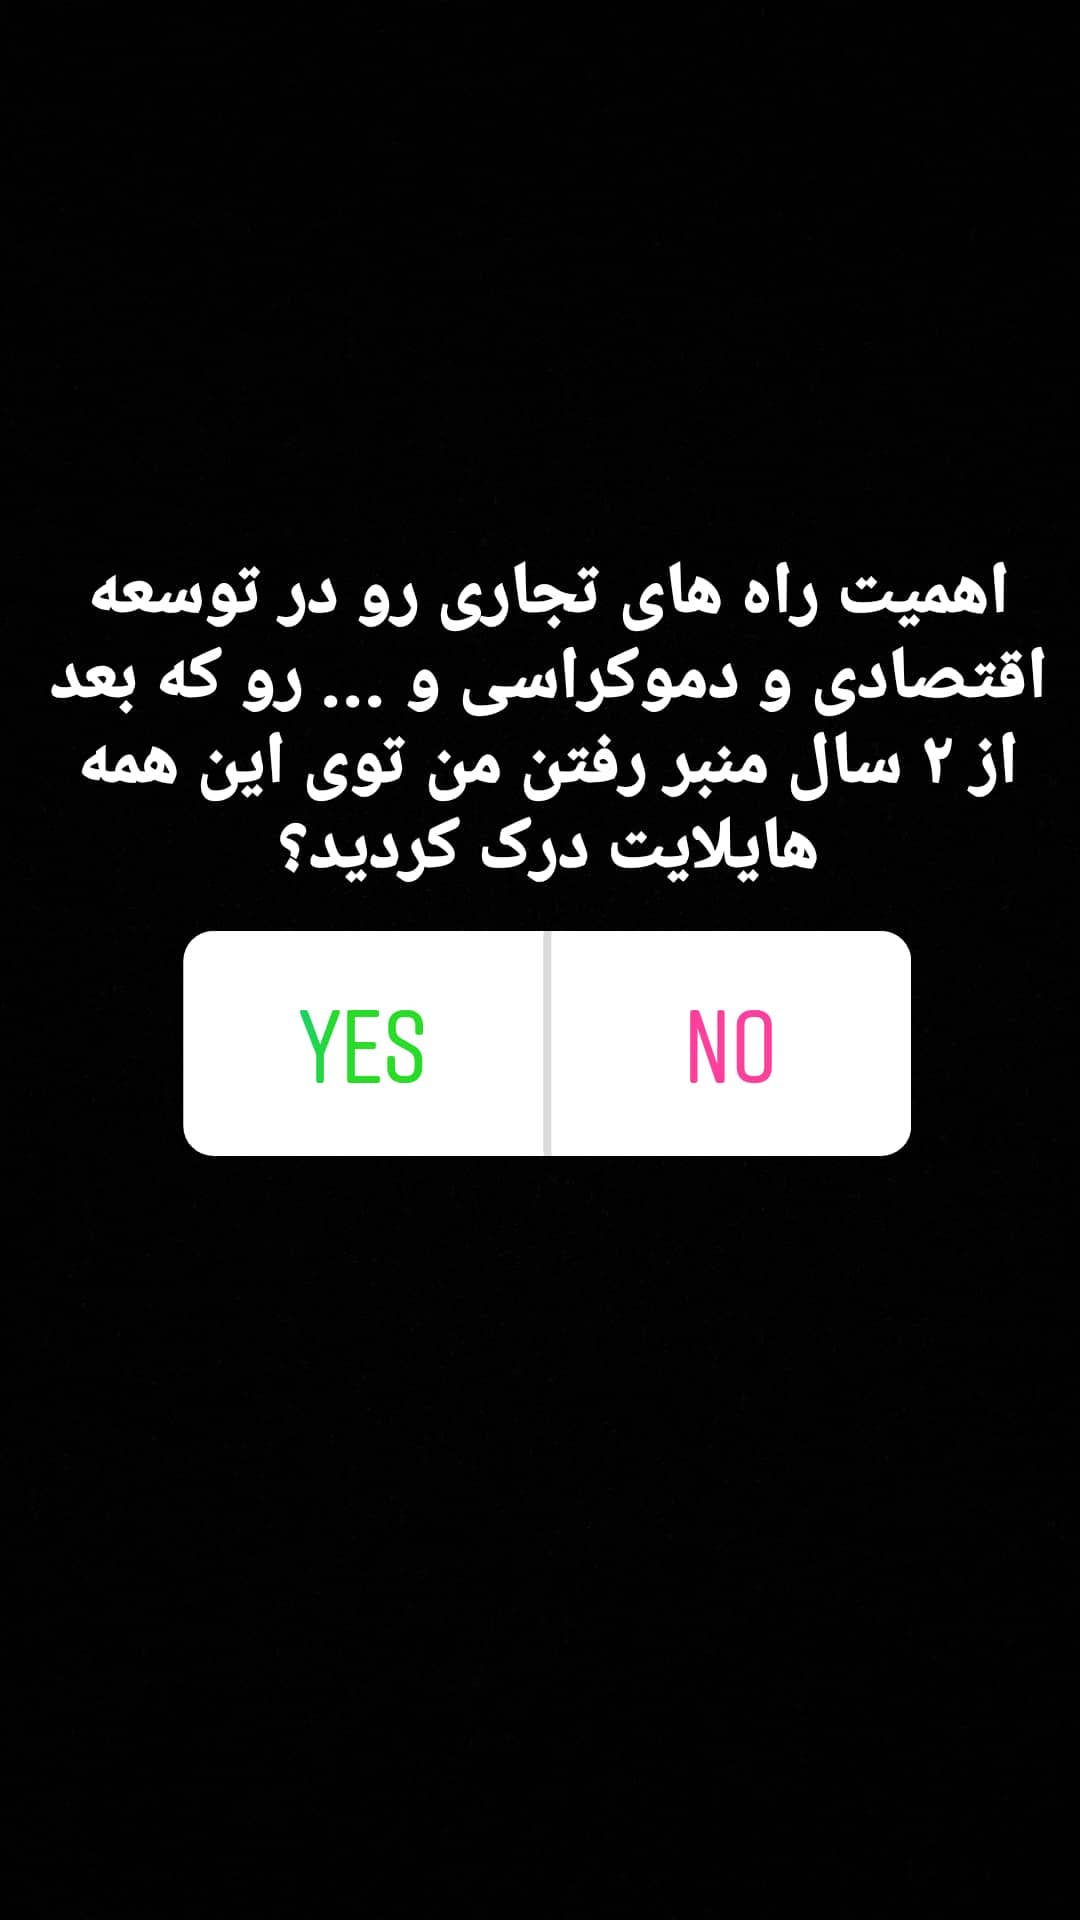 اهمیت راه های تجاری رو در توسعه
اقتصادی و دموکراسی و ... رو که بعد
از ۲ سال منبر رفتن من توی این همه
هایلایت درک کردید؟
YES
NO